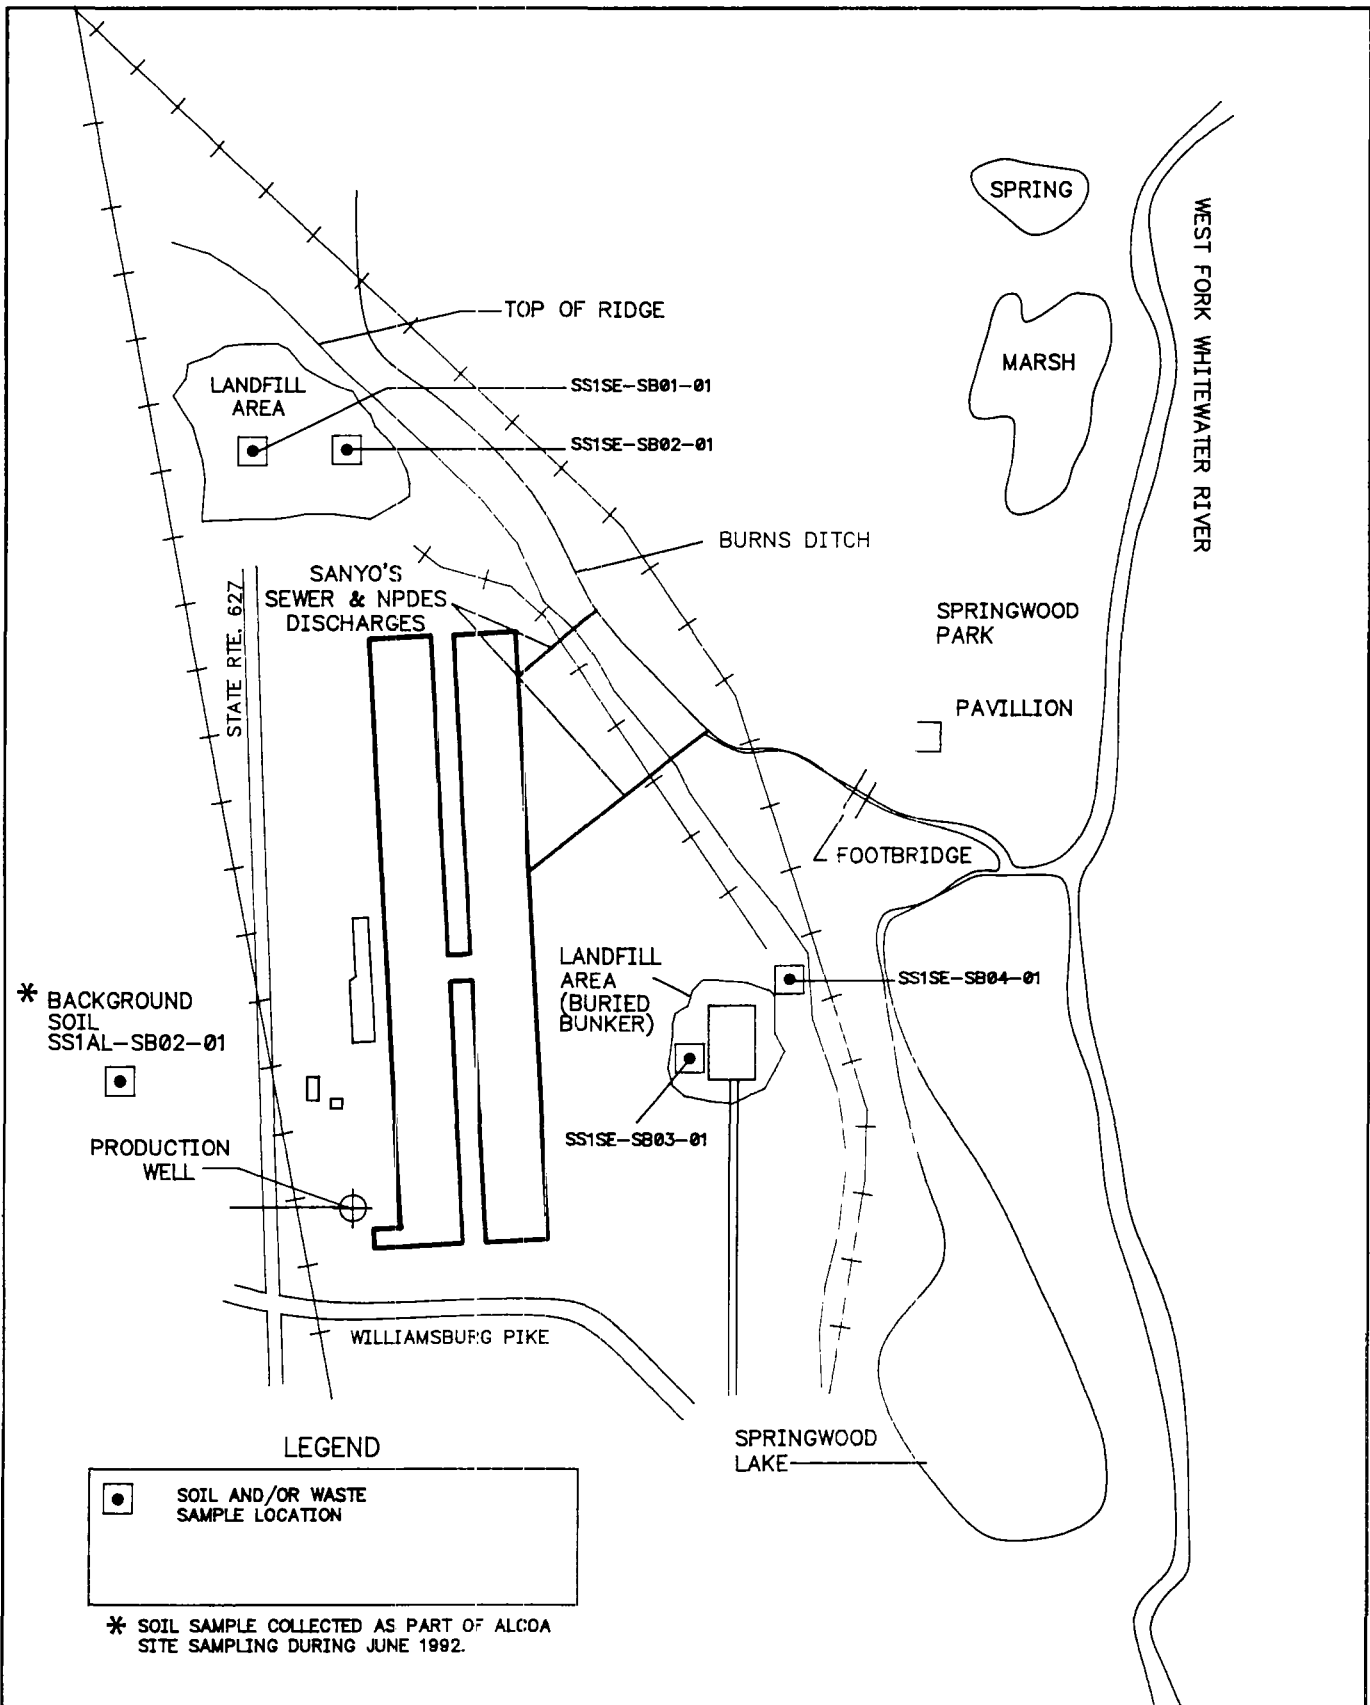 SPRING
WEST FORK WHITEWATER RIVER
TOP OF RIDGE
MARSH
LANDFILL
AREA
SS1SE-SB01-01
SS1SE-SB02-01
BURNS DITCH
SANYO'S
SEWER & NPDES
DISCHARGES
STATE RTE. 627
SPRINGWOOD
PARK
PAVILLION
FOOTBRIDGE
LANDFILL
AREA
(BURIED
BUNKER)
SS1SE-SB04-01
* BACKGROUND
SOIL
SS1AL-SB02-01
SS1SE-SB03-01
PRODUCTION
WELL
WILLIAMSBURG PIKE
SPRINGWOOD
LAKE
LEGEND
SOIL AND/OR WASTE
SAMPLE LOCATION
* SOIL SAMPLE COLLECTED AS PART OF ALCOA
SITE SAMPLING DURING JUNE 1992.